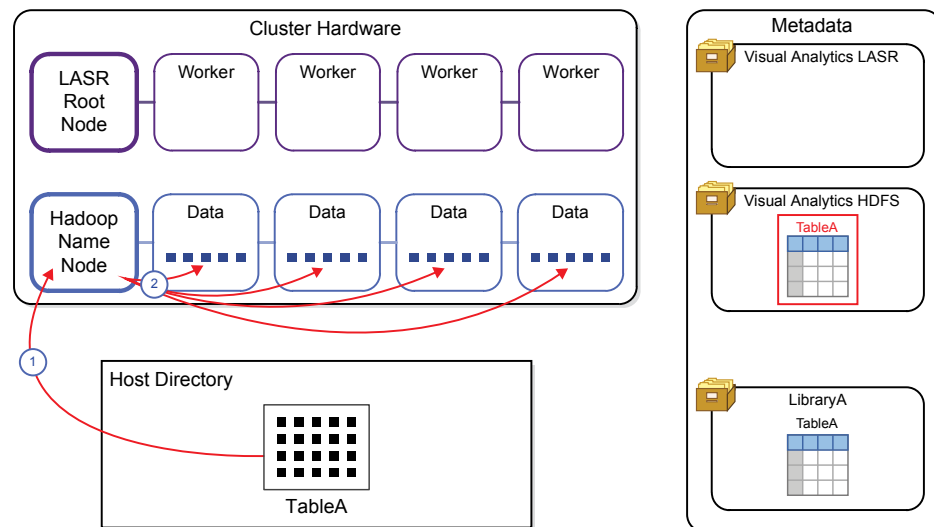 Cluster Hardware
LASR
Root
Node
Worker
Worker
Worker
Worker
Hadoop
Name
Node
Data
Data
Data
Data
2
1
Host Directory
TableA
Metadata
Visual Analytics LASR
Visual Analytics HDFS
TableA
LibraryA
TableA